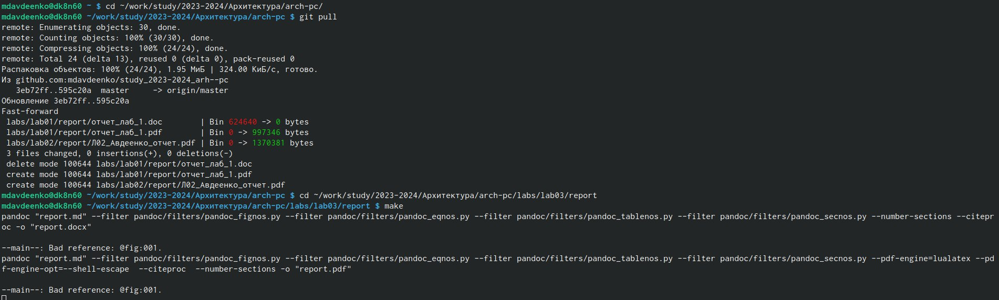 mdavdeenko@dk8n60 ~ $ cd ~/work/study/2023-2024/Архитектура/arch-pc/
mdavdeenko@dk8n60 ~/work/study/2023-2024/Архитектура/arch-pc $ git pull
remote: Enumerating objects: 30, done.
remote: Counting objects: 100% (30/30), done.
remote: Compressing objects: 100% (24/24), done.
remote: Total 24 (delta 13), reused 0 (delta 0), pack-reused 0
Распаковка объектов: 100% (24/24), 1.95 МиБ | 324.00 КиБ/с, готово.
Из github.com:mdavdeenko/study_2023-2024_arh--pc
   3eb72ff..595c20a  master     -> origin/master
Обновление 3eb72ff..595c20a
Fast-forward
 labs/lab01/report/отчет_лаб_1.doc        | Bin 624640 -> 0 bytes
 labs/lab01/report/отчет_лаб_1.pdf        | Bin 0 -> 997346 bytes
 labs/lab02/report/Л02_Авдеенко_отчет.pdf | Bin 0 -> 1370381 bytes
 3 files changed, 0 insertions(+), 0 deletions(-)
 delete mode 100644 labs/lab01/report/отчет_лаб_1.doc
 create mode 100644 labs/lab01/report/отчет_лаб_1.pdf
 create mode 100644 labs/lab02/report/Л02_Авдеенко_отчет.pdf
mdavdeenko@dk8n60 ~/work/study/2023-2024/Архитектура/arch-pc $ cd ~/work/study/2023-2024/Архитектура/arch-pc/labs/lab03/report
mdavdeenko@dk8n60 ~/work/study/2023-2024/Архитектура/arch-pc/labs/lab03/report $ make
pandoc "report.md" --filter pandoc/filters/pandoc_fignos.py --filter pandoc/filters/pandoc_eqnos.py --filter pandoc/filters/pandoc_tablenos.py --filter pandoc/filters/pandoc_secnos.py --number-sections --citepr
oc -o "report.docx"
--main--: Bad reference: @fig:001.
pandoc "report.md" --filter pandoc/filters/pandoc_fignos.py --filter pandoc/filters/pandoc_eqnos.py --filter pandoc/filters/pandoc_tablenos.py --filter pandoc/filters/pandoc_secnos.py --pdf-engine=lualatex --pd
f-engine-opt=--shell-escape  --citeproc  --number-sections -o "report.pdf"
--main--: Bad reference: @fig:001.